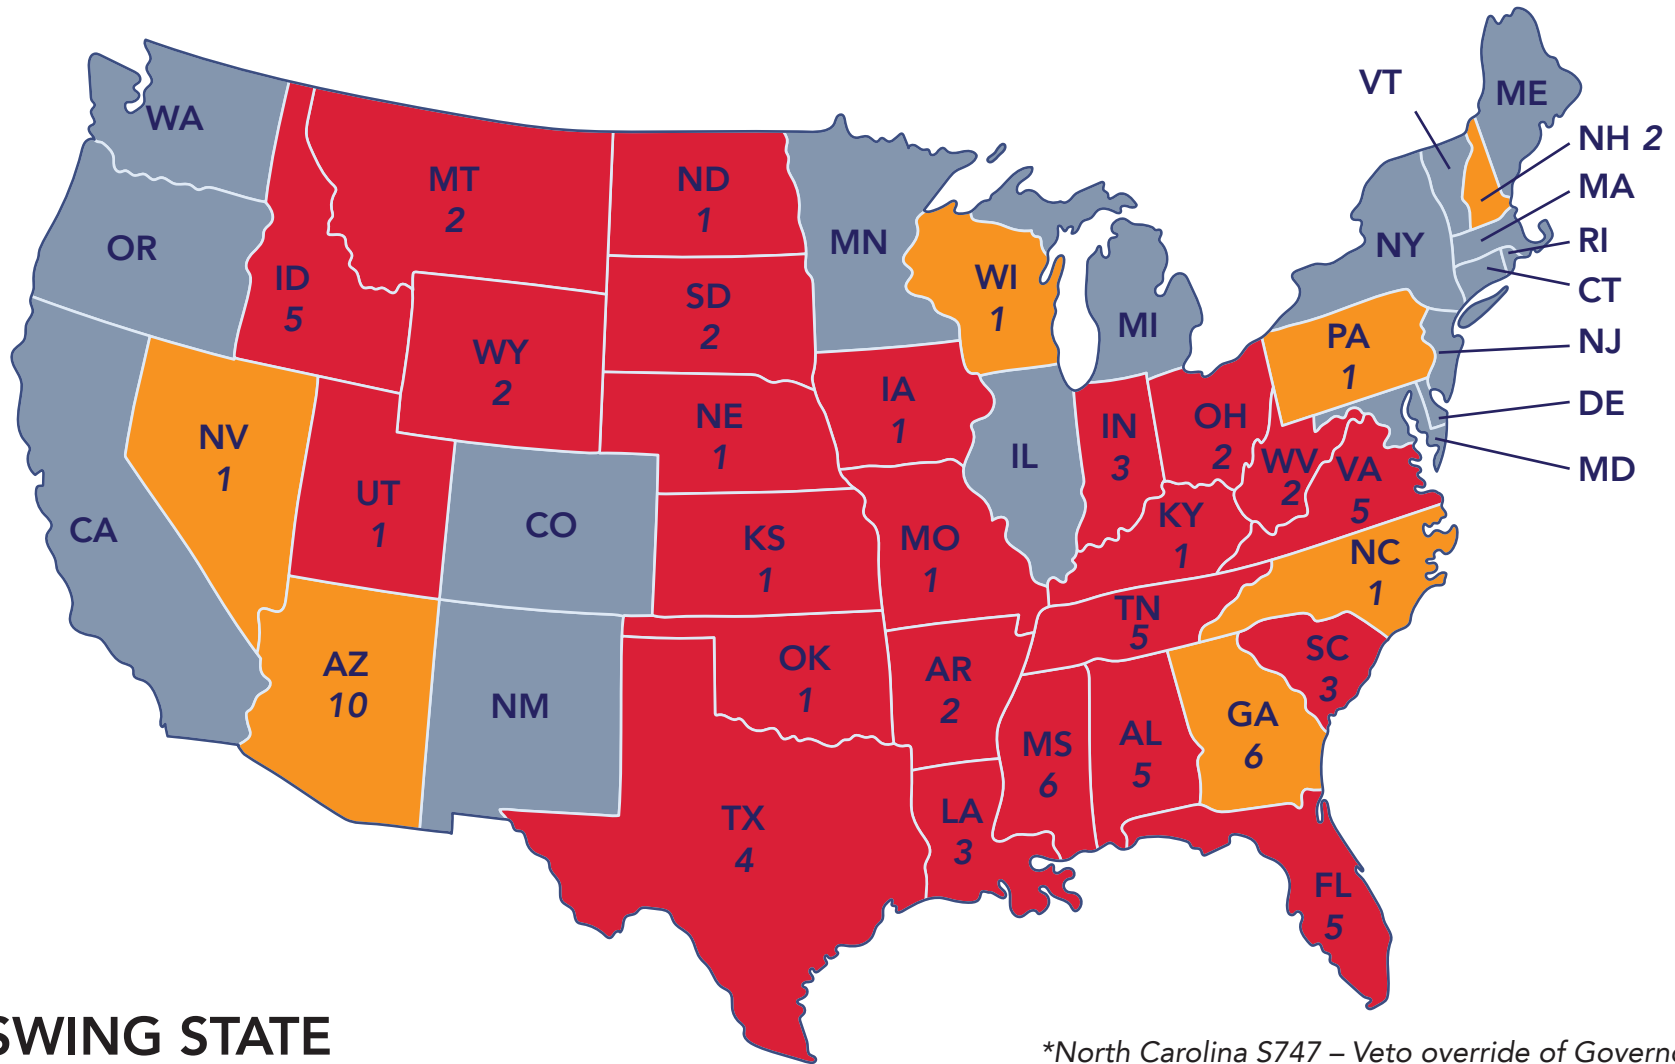 VT
ME
WA
NH 2
MT
2
ND
1
MA
OR
MN
NY
RI
ID
5
WI
1
CT
SD
2
MI
PA
1
NJ
WY
2
IA
1
DE
NE
1
OH
2
IN
3
NV
1
IL
WV
2
VA
5
MD
UT
1
CO
KY
1
CA
KS
1
MO
1
NC
1
TN
5
AZ
10
OK
1
AR
2
SC
3
NM
GA
6
MS
6
AL
5
TX
4
LA
3
FL
5
SWING STATE
*North Carolina S747 – Veto override of Governo